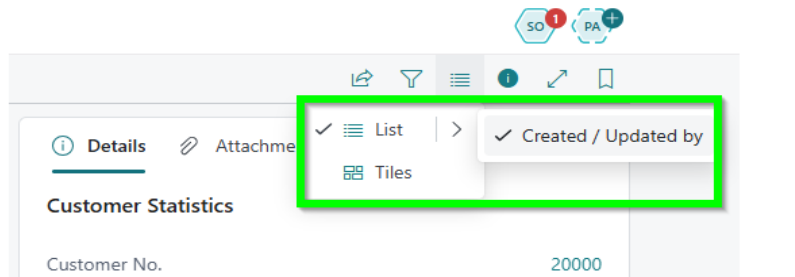 SO 1 PA
List
Created / Updated by
Details
Attachme
Tiles
Customer Statistics
Customer No.
20000